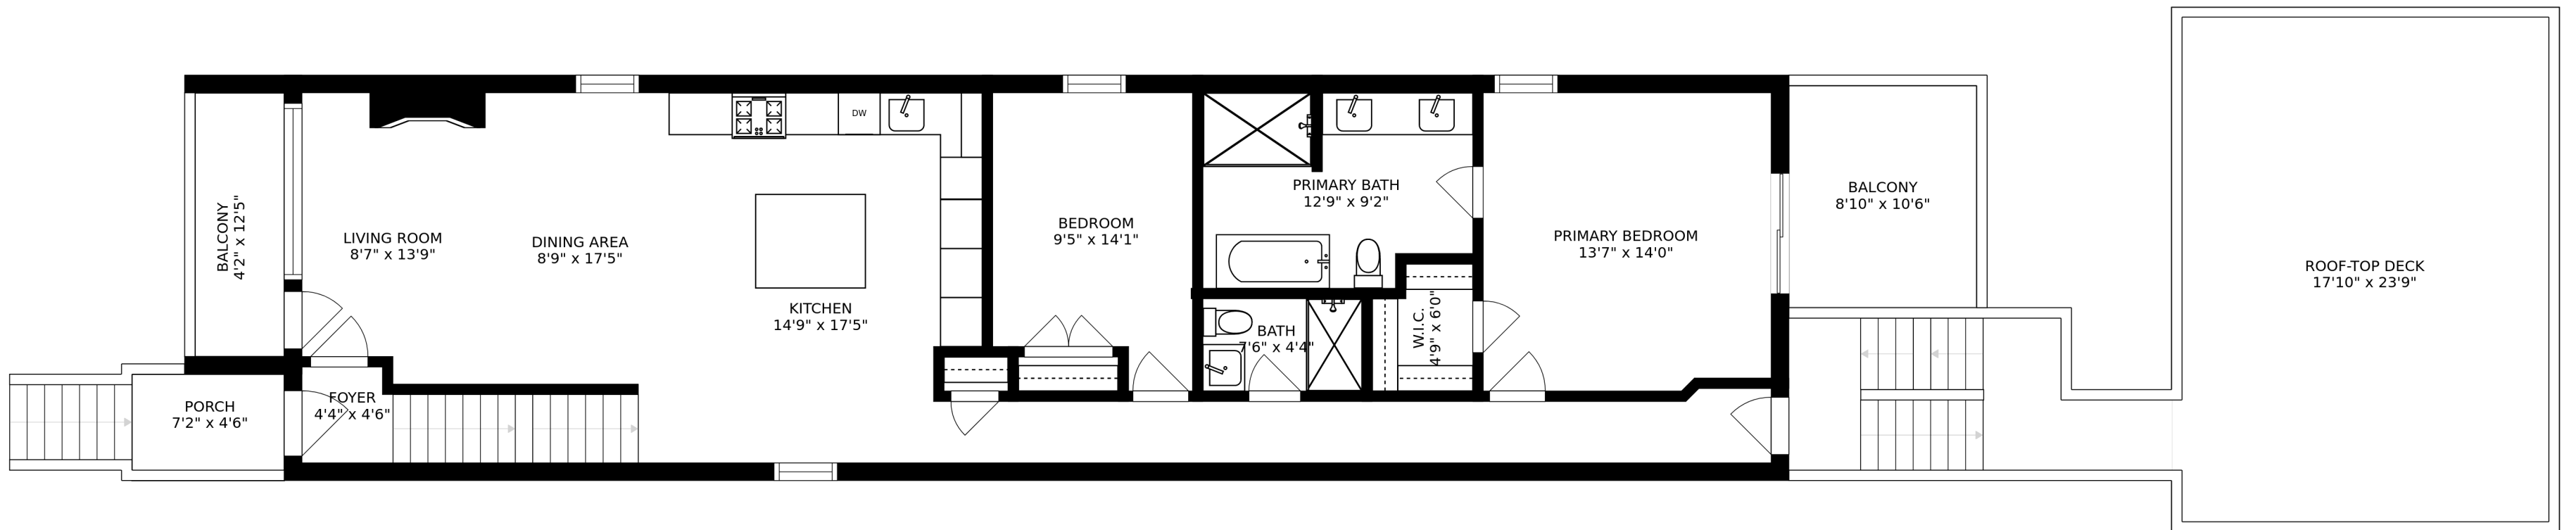 BALCONY
4'2" x 12'5"
LIVING ROOM
8'7" x 13'9"
DINING AREA
8'9" x 17'5"
DW
KITCHEN
14'9" x 17'5"
BEDROOM
9'5" x 14'1"
PRIMARY BATH
12'9" x 9'2"
BATH
7'6" x 4'4"
W.I.C.
4'9" x 6'0"
PRIMARY BEDROOM
13'7" x 14'0"
BALCONY
8'10" x 10'6"
ROOF-TOP DECK
17'10" x 23'9"
PORCH
7'2" x 4'6"
FOYER
4'4" x 4'6"